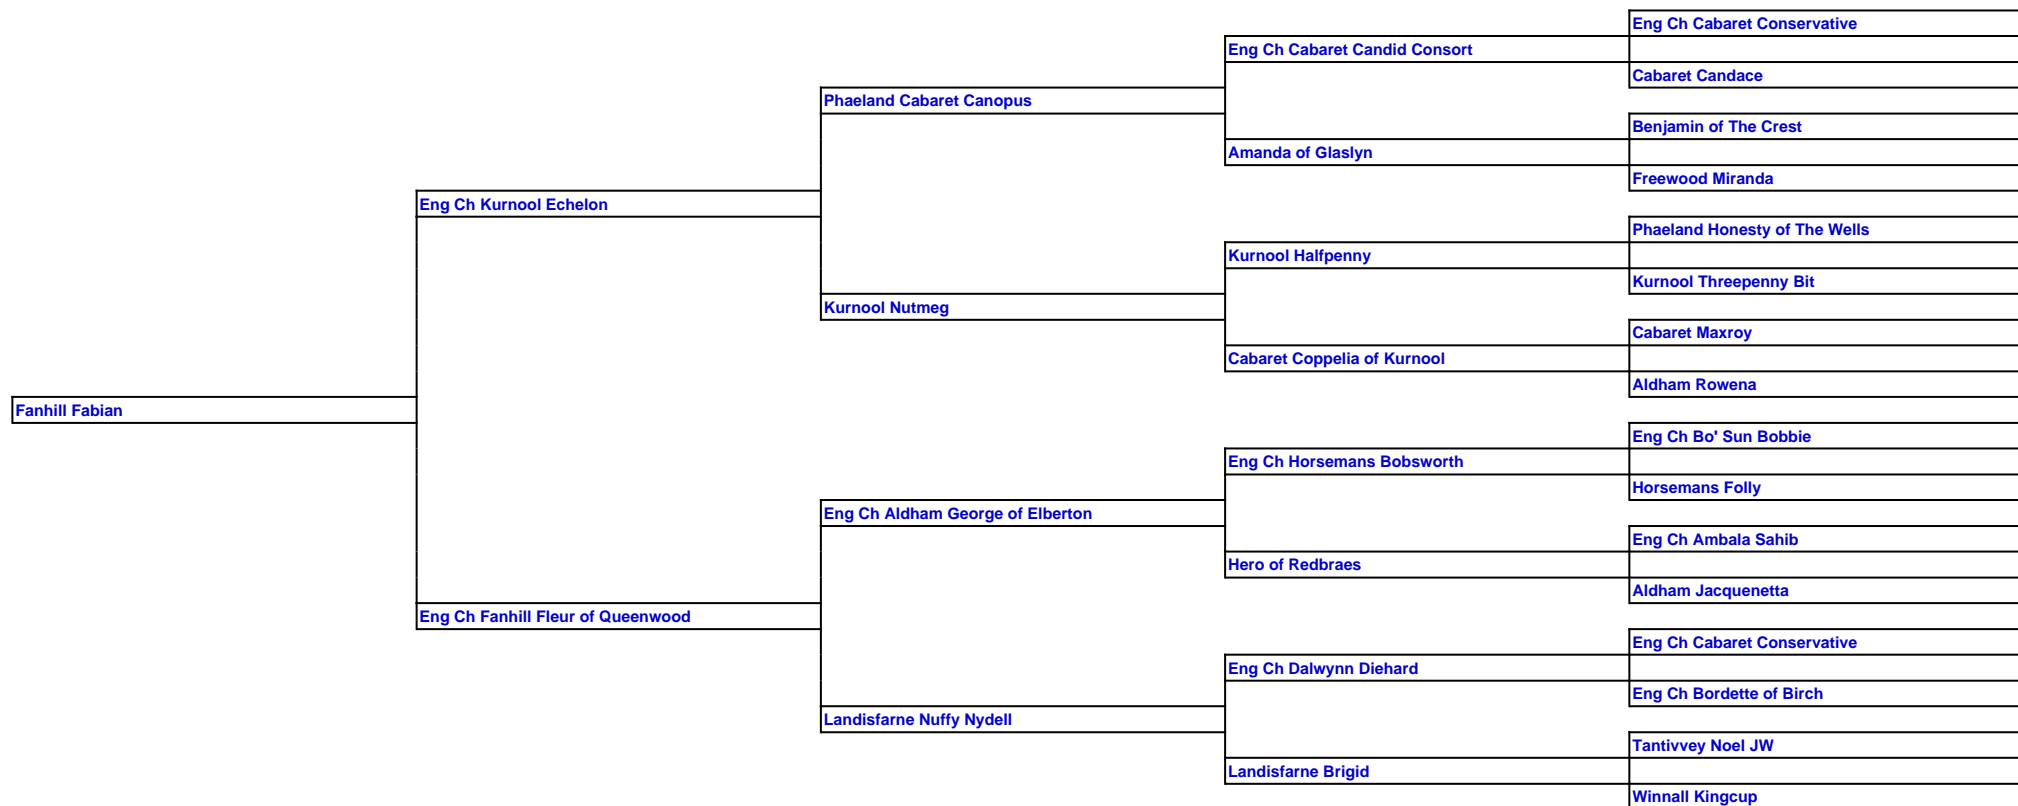 Eng Ch Cabaret Conservative
Eng Ch Cabaret Candid Consort
Cabaret Candace
Phaeland Cabaret Canopus
Benjamin of The Crest
Amanda of Glaslyn
Freewood Miranda
Eng Ch Kurnool Echelon
Phaeland Honesty of The Wells
Kurnool Halfpenny
Kurnool Threepenny Bit
Kurnool Nutmeg
Cabaret Maxroy
Cabaret Coppelia of Kurnool
Aldham Rowena
Fanhill Fabian
Eng Ch Bo' Sun Bobbie
Eng Ch Horsemans Bobsworth
Horsemans Folly
Eng Ch Aldham George of Elberton
Eng Ch Ambala Sahib
Hero of Redbraes
Aldham Jacquenetta
Eng Ch Fanhill Fleur of Queenwood
Eng Ch Cabaret Conservative
Eng Ch Dalwynn Diehard
Eng Ch Bordette of Birch
Landisfarne Nuffy Nydell
Tantivvey Noel JW
Landisfarne Brigid
Winnall Kingcup